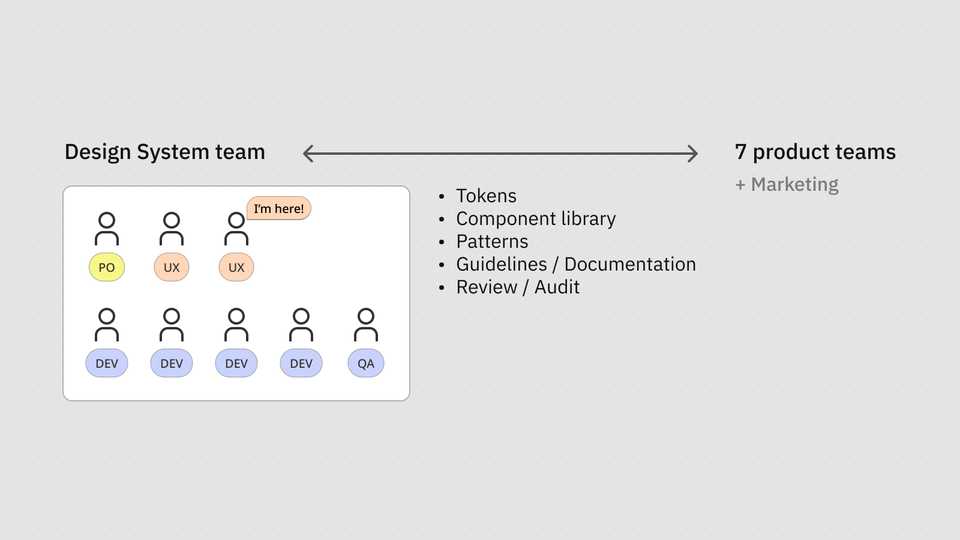 Design System team
7 product teams
+ Marketing
I'm here!
PO
UX
UX
DEV
DEV
DEV
DEV
QA
• Tokens
• Component library
• Patterns
• Guidelines / Documentation
• Review / Audit